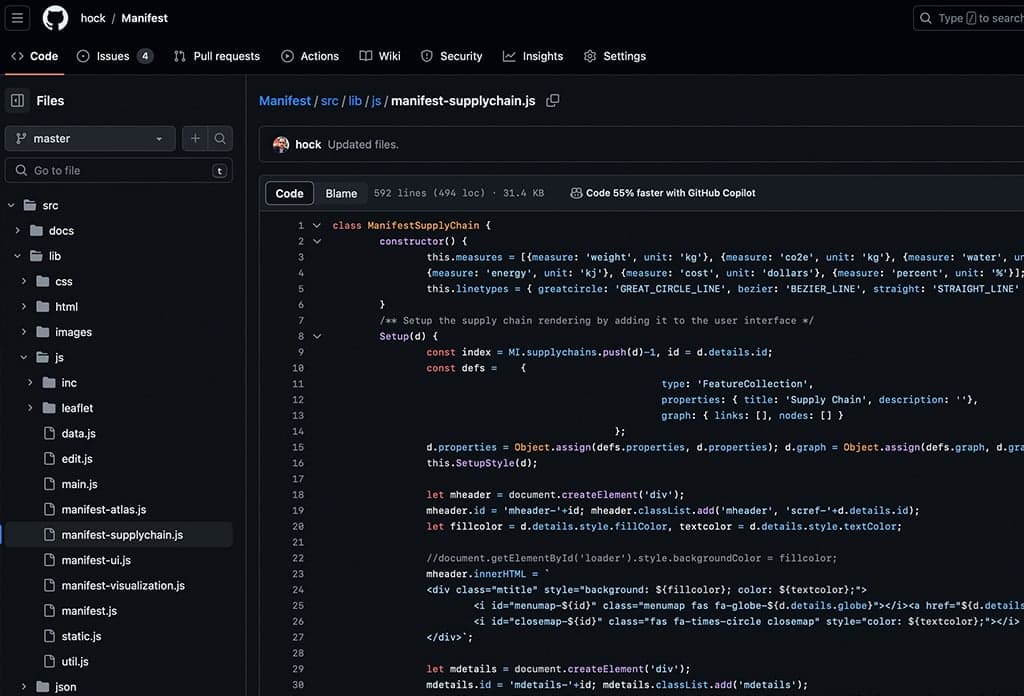 hock / Manifest
Type / to search
Code
Issues 4
Pull requests
Actions
Wiki
Security
Insights
Settings
Files
master
Go to file
t
src
docs
lib
css
html
images
js
inc
leaflet
data.js
edit.js
main.js
manifest-atlas.js
manifest-supplychain.js
manifest-ui.js
manifest-visualization.js
manifest.js
static.js
util.js
json
Manifest / src / lib / js / manifest-supplychain.js
hock Updated files.
Code Blame 592 lines (494 loc) · 31.4 KB Code 55% faster with GitHub Copilot
1 class ManifestSupplyChain {
2 constructor() {
3 this.measures = [{measure: 'weight', unit: 'kg'}, {measure: 'co2e', unit: 'kg'}, {measure: 'water', un
4 {measure: 'energy', unit: 'kj'}, {measure: 'cost', unit: 'dollars'}, {measure: 'percent', unit: '%'}];
5 this.linetypes = { greatcircle: 'GREAT_CIRCLE_LINE', bezier: 'BEZIER_LINE', straight: 'STRAIGHT_LINE'
6 }
7 /** Setup the supply chain rendering by adding it to the user interface */
8 Setup(d) {
9 const index = MI.supplychains.push(d)-1, id = d.details.id;
10 const defs = {
11 type: 'FeatureCollection',
12 properties: { title: 'Supply Chain', description: ''},
13 graph: { links: [], nodes: [] }
14 };
15 d.properties = Object.assign(defs.properties, d.properties); d.graph = Object.assign(defs.graph, d.gra
16 this.SetupStyle(d);
17
18 let mheader = document.createElement('div');
19 mheader.id = 'mheader-'+id; mheader.classList.add('mheader', 'scref-'+d.details.id);
20 let fillcolor = d.details.style.fillColor, textcolor = d.details.style.textColor;
21
22 //document.getElementById('loader').style.backgroundColor = fillcolor;
23 mheader.innerHTML = `
24 <div class="mtitle" style="background: ${fillcolor}; color: ${textcolor};">
25 <i id="menumap-${id}" class="menumap fas fa-globe-${d.details.globe}"></i><a href="${d.details
26 <i id="closemap-${id}" class="fas fa-times-circle closemap" style="color: ${textcolor};"></i>
27 </div>`;
28
29 let mdetails = document.createElement('div');
30 mdetails.id = 'mdetails-'+id; mdetails.classList.add('mdetails');